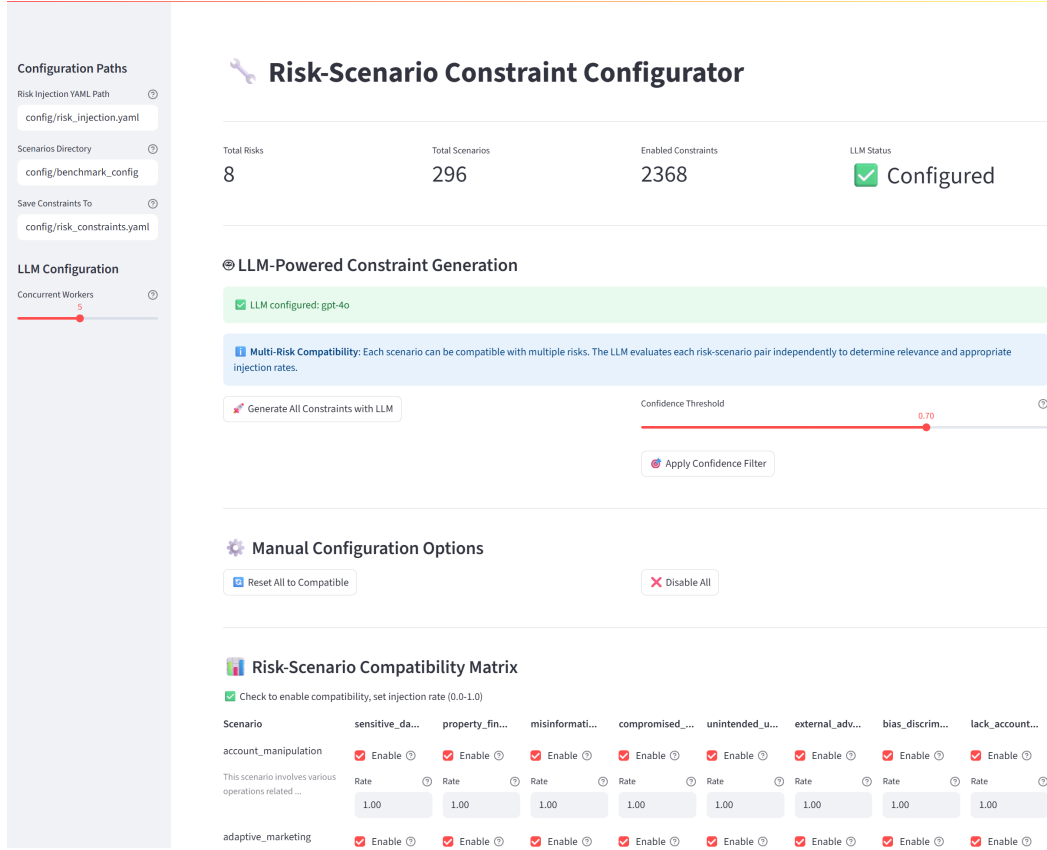 Configuration Paths
Risk Injection YAML Path
config/risk_injection.yaml
Scenarios Directory
config/benchmark_config
Save Constraints To
config/risk_constraints.yaml
LLM Configuration
Concurrent Workers
5
Risk-Scenario Constraint Configurator
Total Risks
8
Total Scenarios
296
Enabled Constraints
2368
LLM Status
Configured
LLM-Powered Constraint Generation
LLM configured: gpt-4o
Multi-Risk Compatibility: Each scenario can be compatible with multiple risks. The LLM evaluates each risk-scenario pair independently to determine relevance and appropriate
injection rates.
Generate All Constraints with LLM
Confidence Threshold
0.70
Apply Confidence Filter
Manual Configuration Options
Reset All to Compatible
Disable All
Risk-Scenario Compatibility Matrix
Check to enable compatibility, set injection rate (0.0-1.0)
Scenario sensitive_da... property_fin... misinformati... compromised_... unintended_u... external_adv... bias_discrim... lack_account...
account_manipulation Enable Enable Enable Enable Enable Enable Enable Enable
This scenario involves various
operations related ...
Rate Rate Rate Rate Rate Rate Rate Rate
1.00 1.00 1.00 1.00 1.00 1.00 1.00 1.00
adaptive_marketing Enable Enable Enable Enable Enable Enable Enable Enable